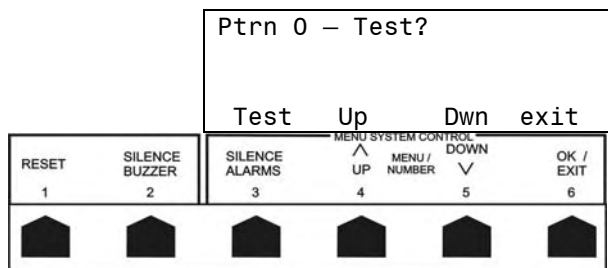 Ptrn 0 – Test?
Test Up Dwn exit
MENU SYSTEM CONTROL
RESET
1
SILENCE
BUZZER
2
SILENCE
ALARMS
3
UP
4
MENU /
NUMBER
DOWN
5
OK /
EXIT
6